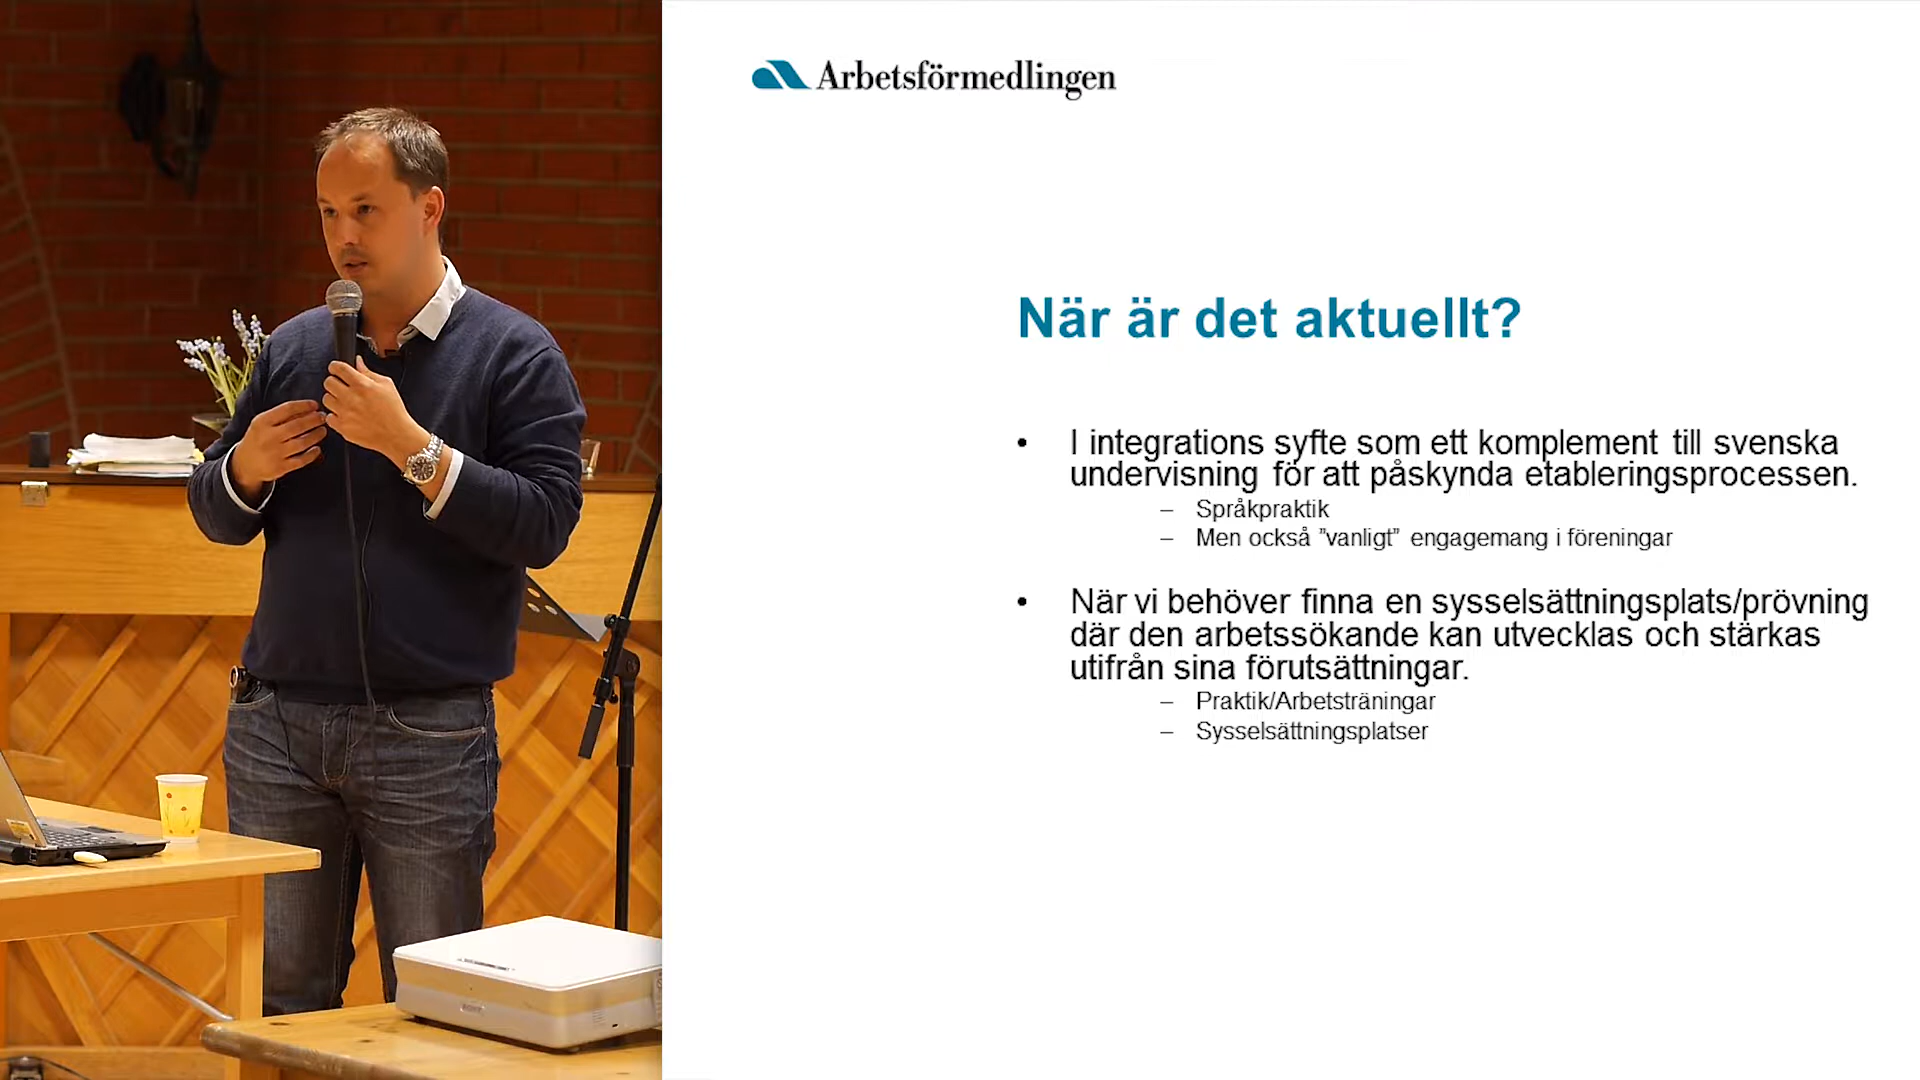 Arbetsförmedlingen
När är det aktuellt?
• I integrations syfte som ett komplement till svenska
undervisning för att påskynda etableringsprocessen.
– Språkpraktik
– Men också ”vanligt” engagemang i föreningar
• När vi behöver finna en sysselsättningsplats/prövning
där den arbetssökande kan utvecklas och stärkas
utifrån sina förutsättningar.
– Praktik/Arbetsträningar
– Sysselsättningsplatser